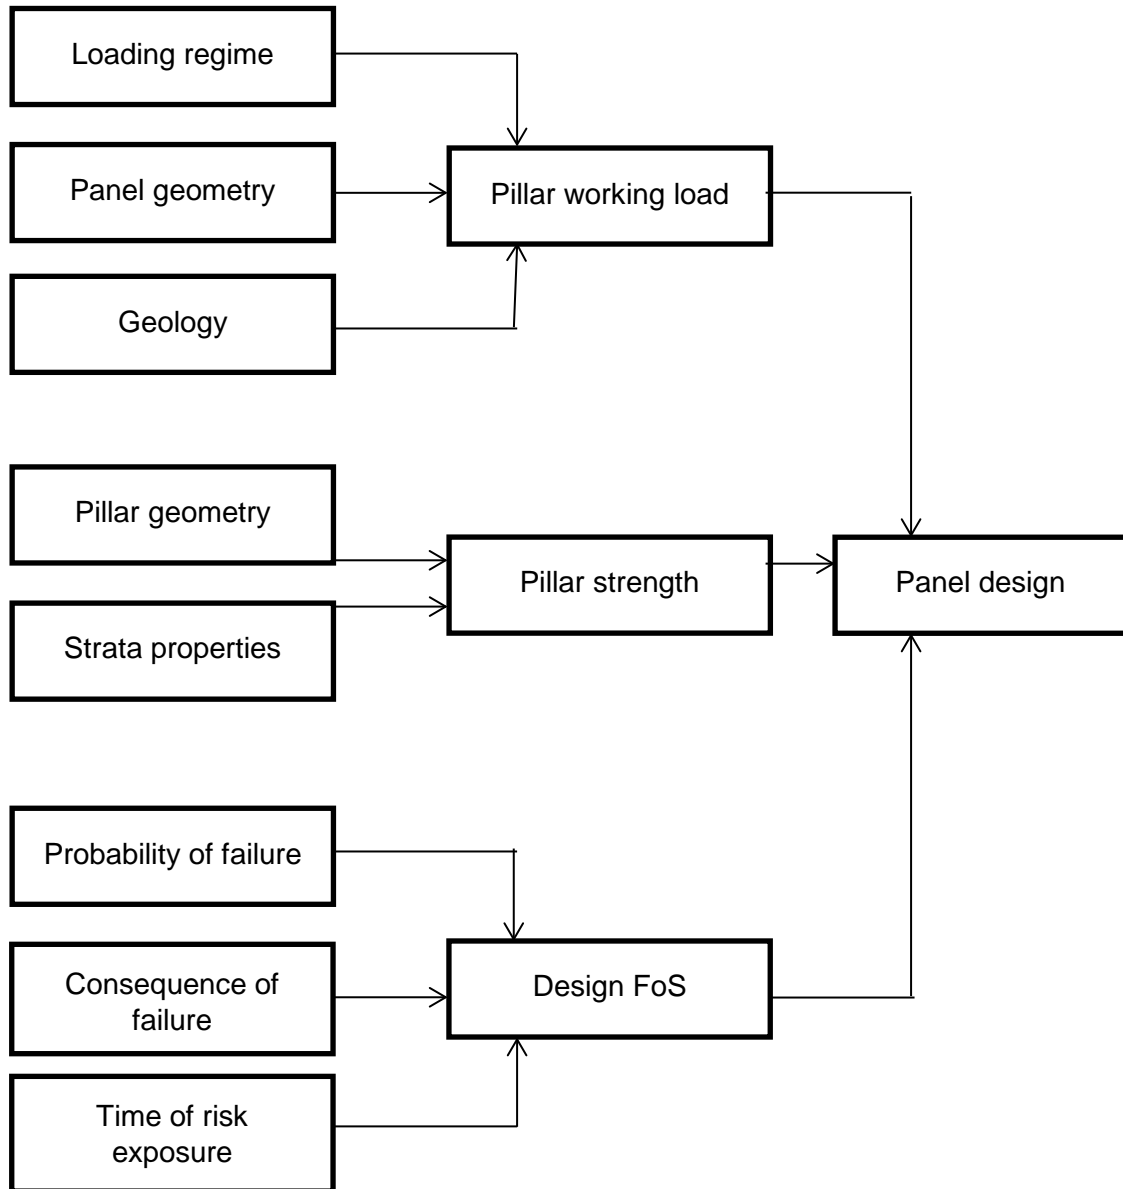 Loading regime
Panel geometry
Pillar working load
Geology
Pillar geometry
Pillar strength
Panel design
Strata properties
Probability of failure
Consequence of
failure
Design FoS
Time of risk
exposure